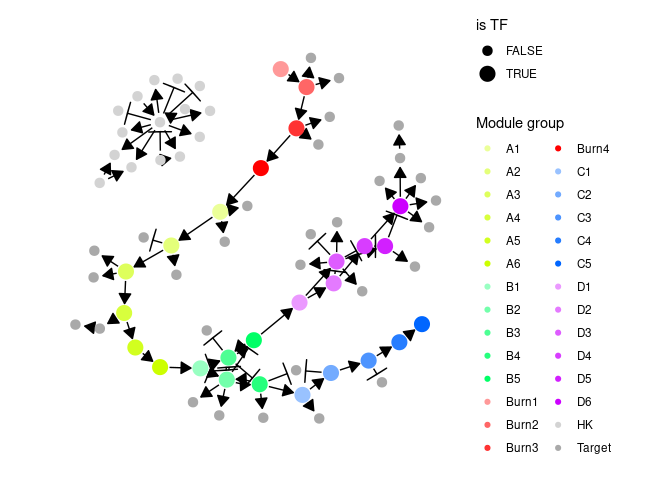 is TF
FALSE
TRUE
Module group
A1
A2
A3
A4
A5
A6
B1
B2
B3
B4
B5
Burn1
Burn2
Burn3
Burn4
C1
C2
C3
C4
C5
D1
D2
D3
D4
D5
D6
HK
Target